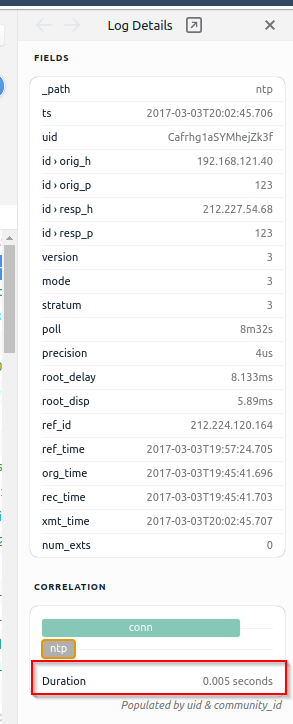 Log Details
FIELDS
_path ntp
ts 2017-03-03T20:02:45.706
uid Cafrhg1aSYMhejZk3f
id › orig_h 192.168.121.40
id › orig_p 123
id › resp_h 212.227.54.68
id › resp_p 123
version 3
mode 3
stratum 3
poll 8m32s
precision 4us
root_delay 8.133ms
root_disp 5.89ms
ref_id 212.224.120.164
ref_time 2017-03-03T19:57:24.705
org_time 2017-03-03T19:45:41.696
rec_time 2017-03-03T19:45:41.703
xmt_time 2017-03-03T20:02:45.707
num_exts 0
CORRELATION
conn
ntp
Duration 0.005 seconds
Populated by uid & community_id